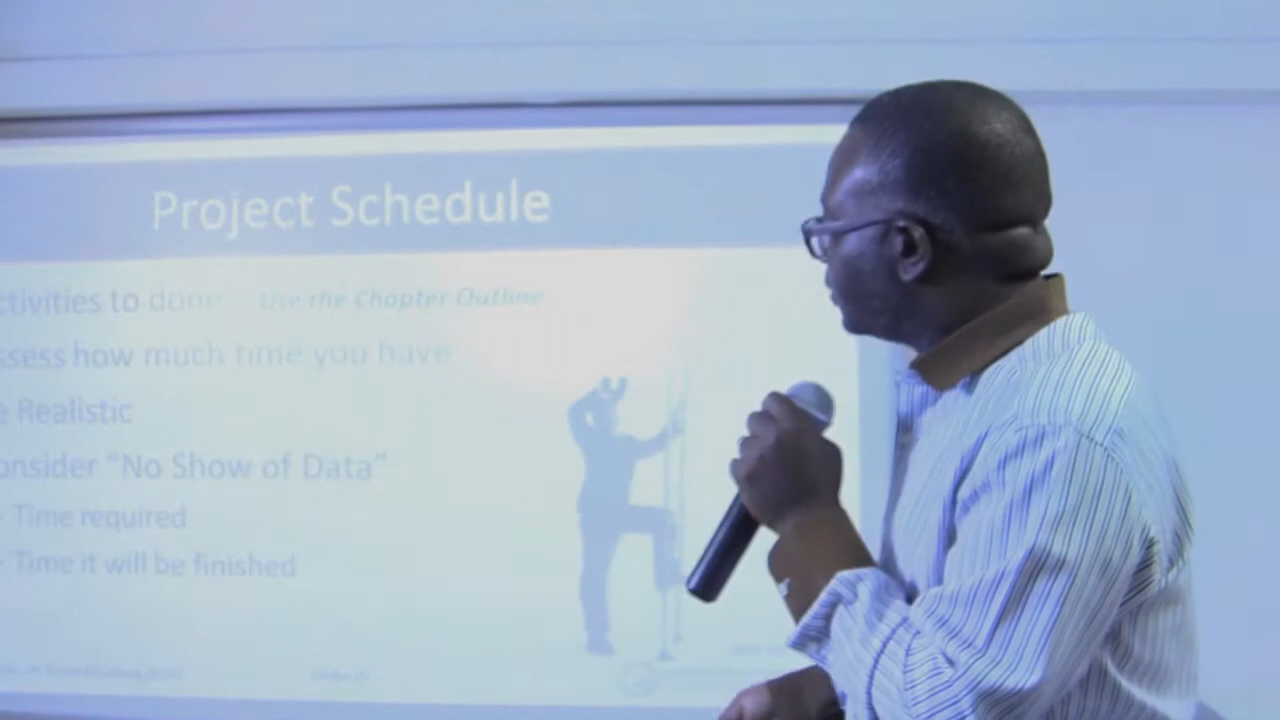 Project Schedule
ctivities to done the the Chapter Outline
ssess how much time you have
e Realistic
onsider "No Show of Data"
- Time required
- Time it will be finished